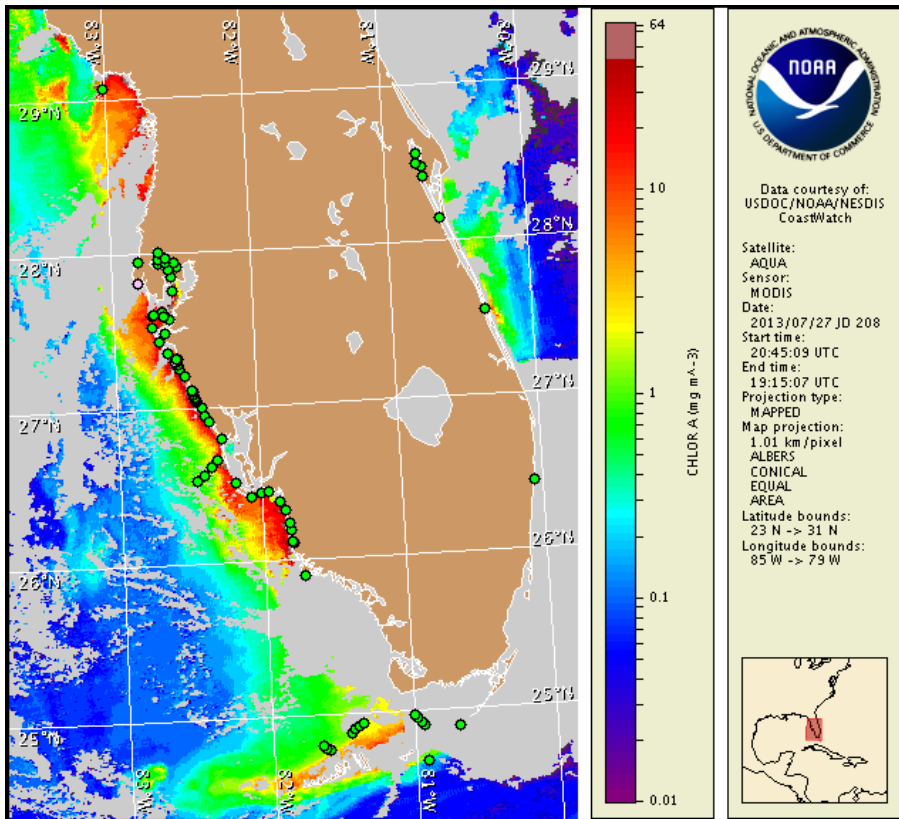 83°W
82°W
81°W
80°W
29°N
29°N
28°N
28°N
27°N
27°N
26°N
26°N
25°N
25°N
83°W
82°W
81°W
64
10
1
0.1
0.01
CHLOR A (mg m^-3)
NATIONAL OCEANIC AND ATMOSPHERIC ADMINISTRATION
NOAA
U.S. DEPARTMENT OF COMMERCE
Data courtesy of:
USDOC/NOAA/NESDIS
CoastWatch
Satellite:
AQUA
Sensor:
MODIS
Date:
2013/07/27 JD 208
Start time:
20:45:09 UTC
End time:
19:15:07 UTC
Projection type:
MAPPED
Map projection:
1.01 km/pixel
ALBERS
CONICAL
EQUAL
AREA
Latitude bounds:
23 N -> 31 N
Longitude bounds:
85 W -> 79 W